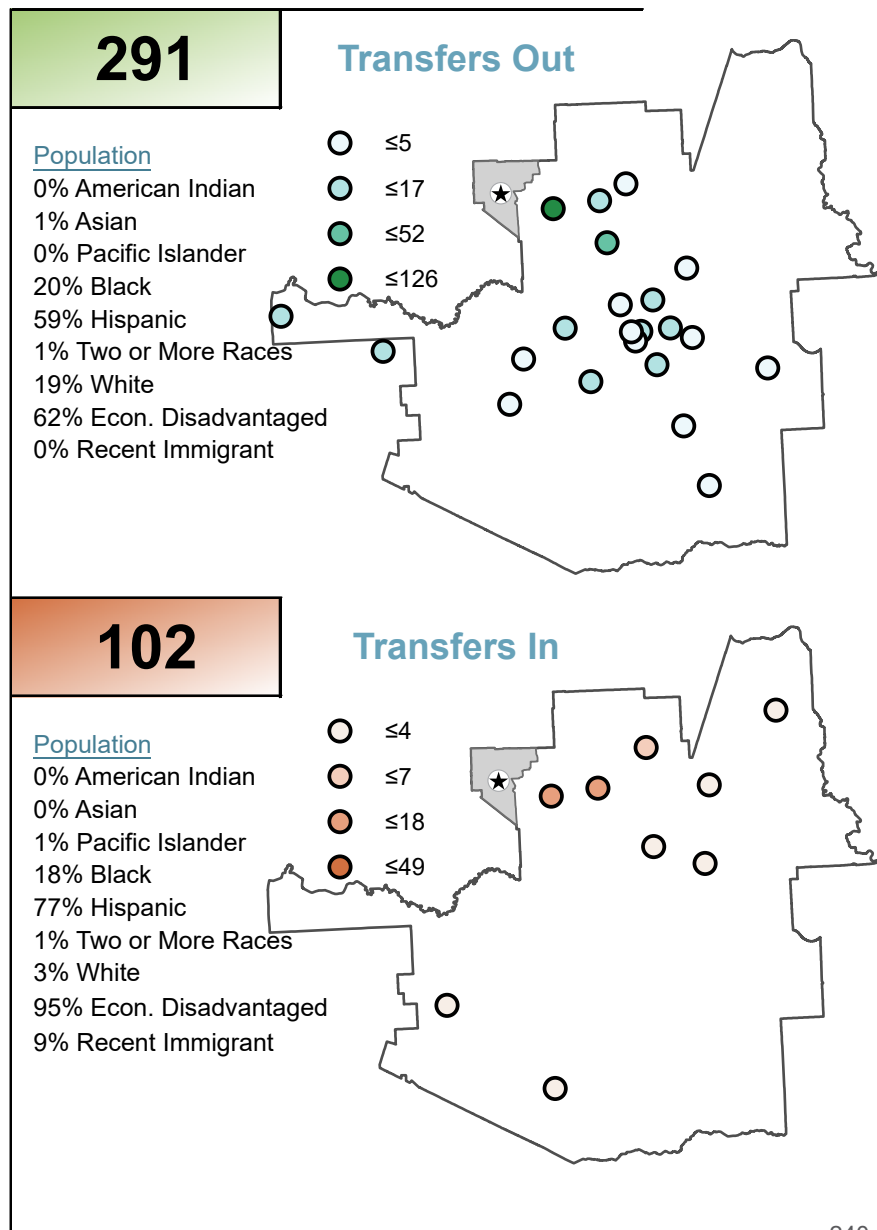 291
Transfers Out
Population
0% American Indian
1% Asian
0% Pacific Islander
20% Black
59% Hispanic
1% Two or More Races
19% White
62% Econ. Disadvantaged
0% Recent Immigrant
≤5
≤17
≤52
≤126
102
Transfers In
Population
0% American Indian
0% Asian
1% Pacific Islander
18% Black
77% Hispanic
1% Two or More Races
3% White
95% Econ. Disadvantaged
9% Recent Immigrant
≤4
≤7
≤18
≤49